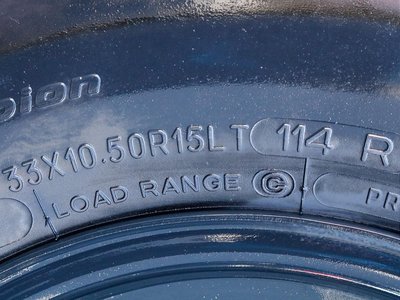 pion
33X10.50R15LT 114 R
LOAD RANGE C PR